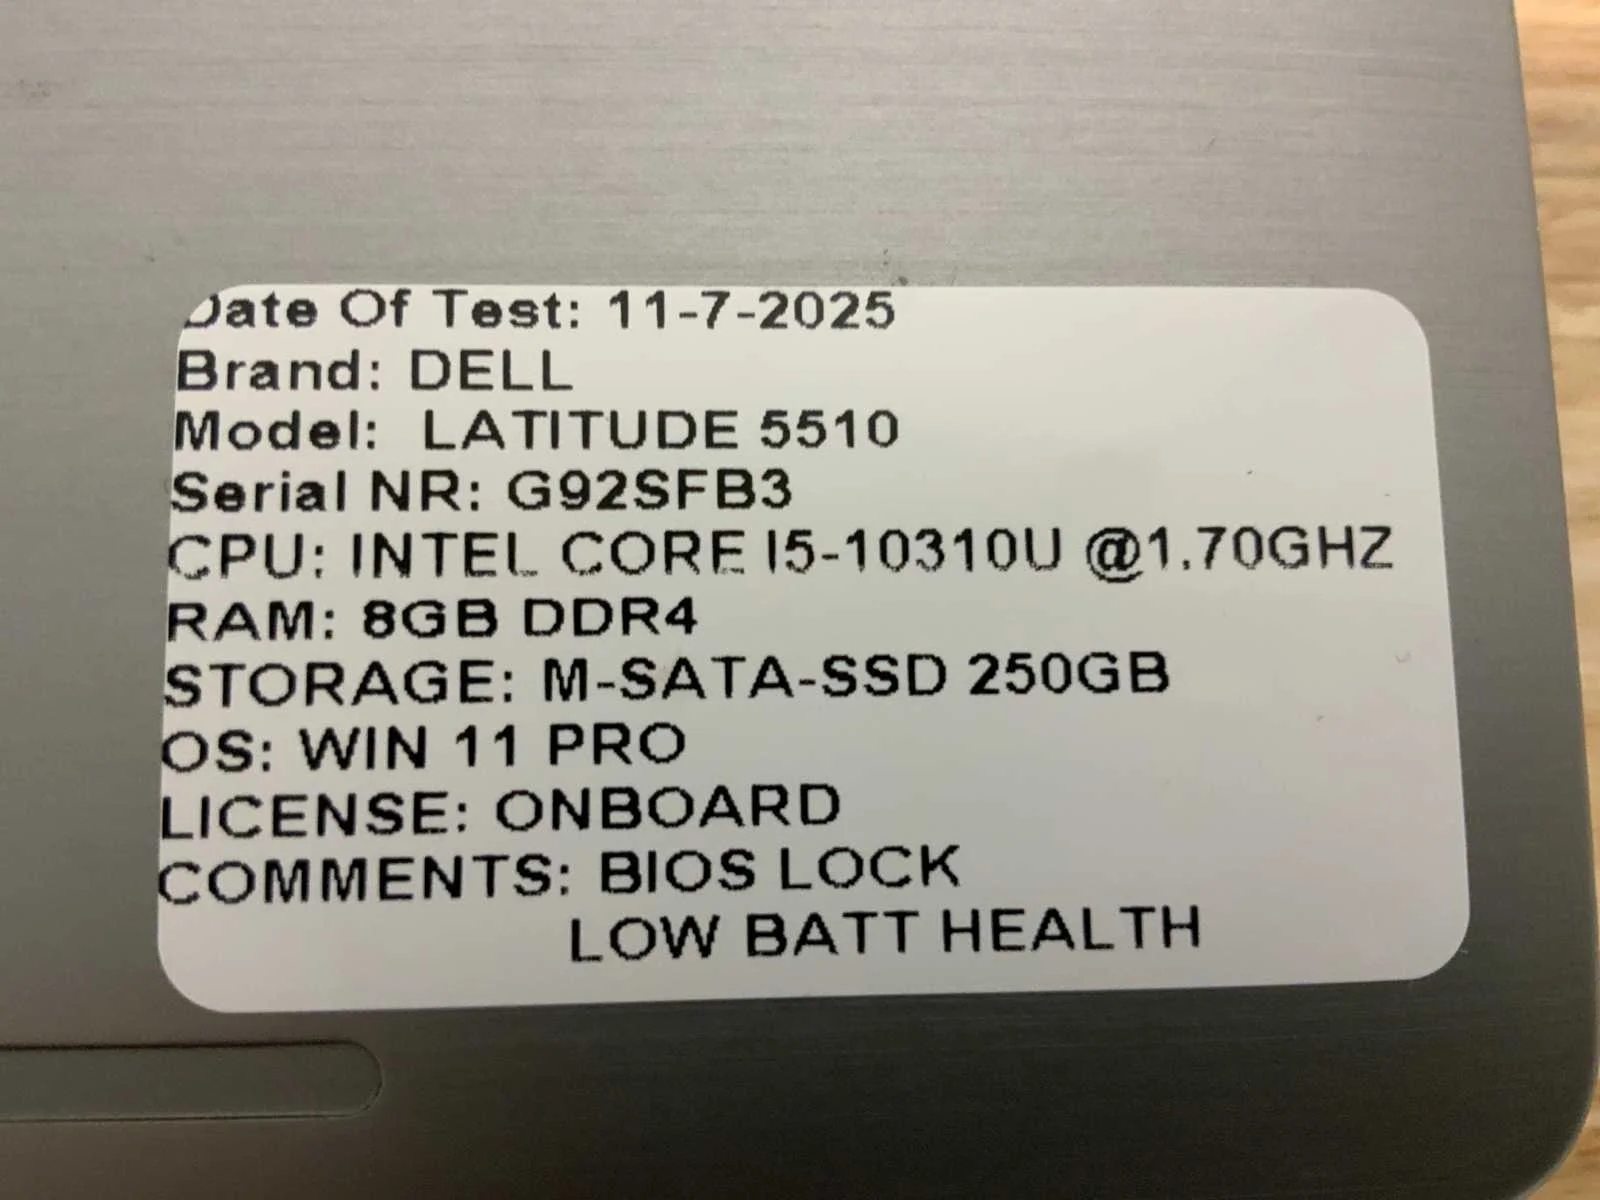 Date Of Test: 11-7-2025
Brand: DELL
Model: LATITUDE 5510
Serial NR: G92SFB3
CPU: INTEL CORE I5-10310U @1.70GHZ
RAM: 8GB DDR4
STORAGE: M-SATA-SSD 250GB
OS: WIN 11 PRO
LICENSE: ONBOARD
COMMENTS: BIOS LOCK
LOW BATT HEALTH